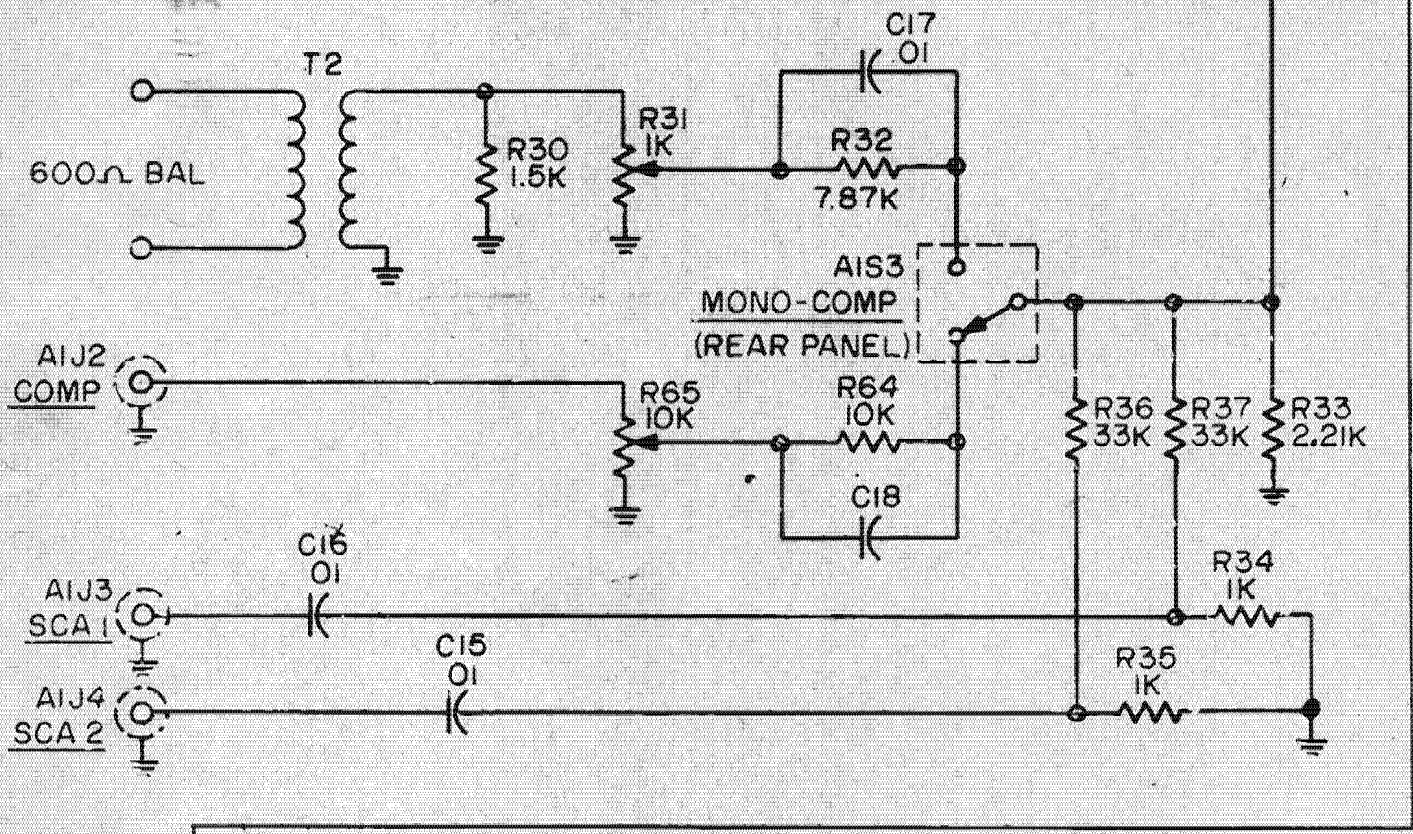 C17
01
T2
R31
1K
R32
7.87K
R30
1.5K
600Ω BAL
A1S3
MONO-COMP
(REAR PANEL)
A1J2
COMP
R65
10K
R64
10K
R36
33K
R37
33K
R33
2.21K
C18
C16
01
A1J3
SCA 1
R34
1K
C15
01
R35
1K
A1J4
SCA 2